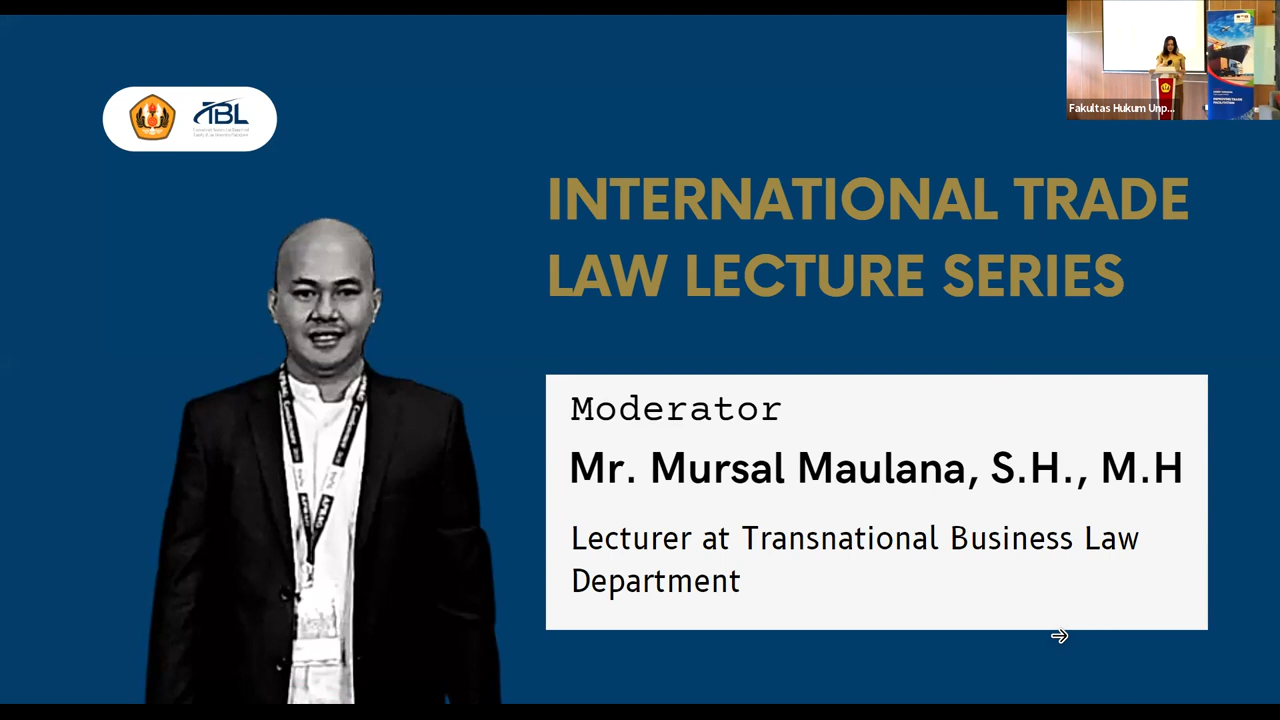 Fakultas Hukum Unp...
TBL
INTERNATIONAL TRADE
LAW LECTURE SERIES
Moderator
Mr. Mursal Maulana, S.H., M.H
Lecturer at Transnational Business Law
Department